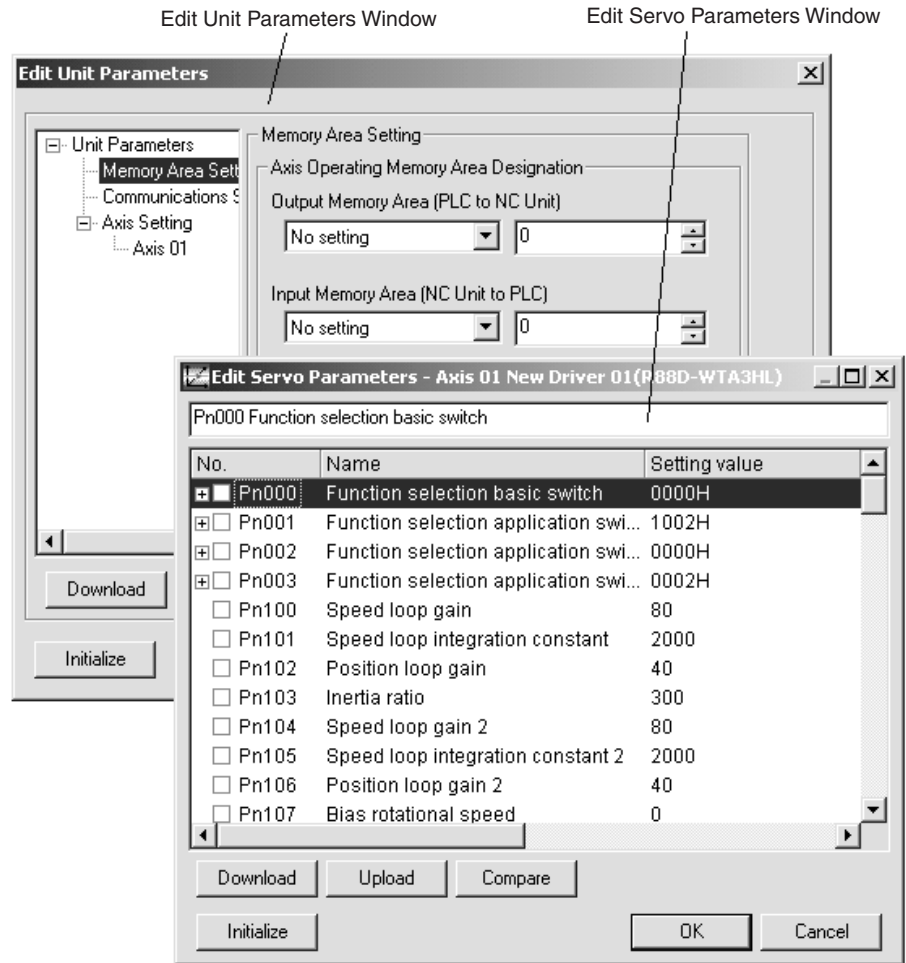 Edit Unit Parameters Window
Edit Servo Parameters Window
Edit Unit Parameters
Unit Parameters
Memory Area Sett
Communications S
Axis Setting
Axis 01
Memory Area Setting
Axis Operating Memory Area Designation
Output Memory Area (PLC to NC Unit)
No setting 0
Input Memory Area (NC Unit to PLC)
No setting 0
Download
Initialize
Edit Servo Parameters - Axis 01 New Driver 01(R88D-WTA3HL)
Pn000 Function selection basic switch
No. Name Setting value
Pn000 Function selection basic switch 0000H
Pn001 Function selection application swi... 1002H
Pn002 Function selection application swi... 0000H
Pn003 Function selection application swi... 0002H
Pn100 Speed loop gain 80
Pn101 Speed loop integration constant 2000
Pn102 Position loop gain 40
Pn103 Inertia ratio 300
Pn104 Speed loop gain 2 80
Pn105 Speed loop integration constant 2 2000
Pn106 Position loop gain 2 40
Pn107 Bias rotational speed 0
Download Upload Compare
Initialize OK Cancel